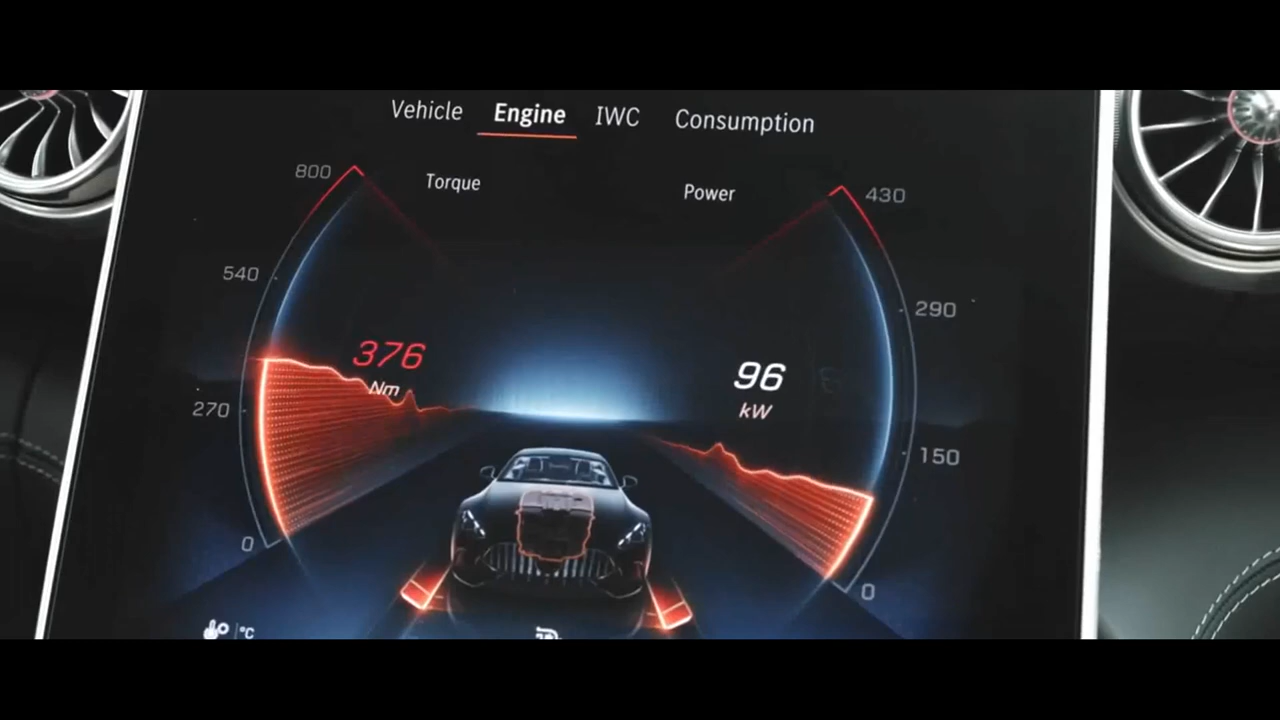 Vehicle Engine IWC Consumption
Torque Power
800 430
540 290
376 Nm
96 kW
270 150
0 0
°C